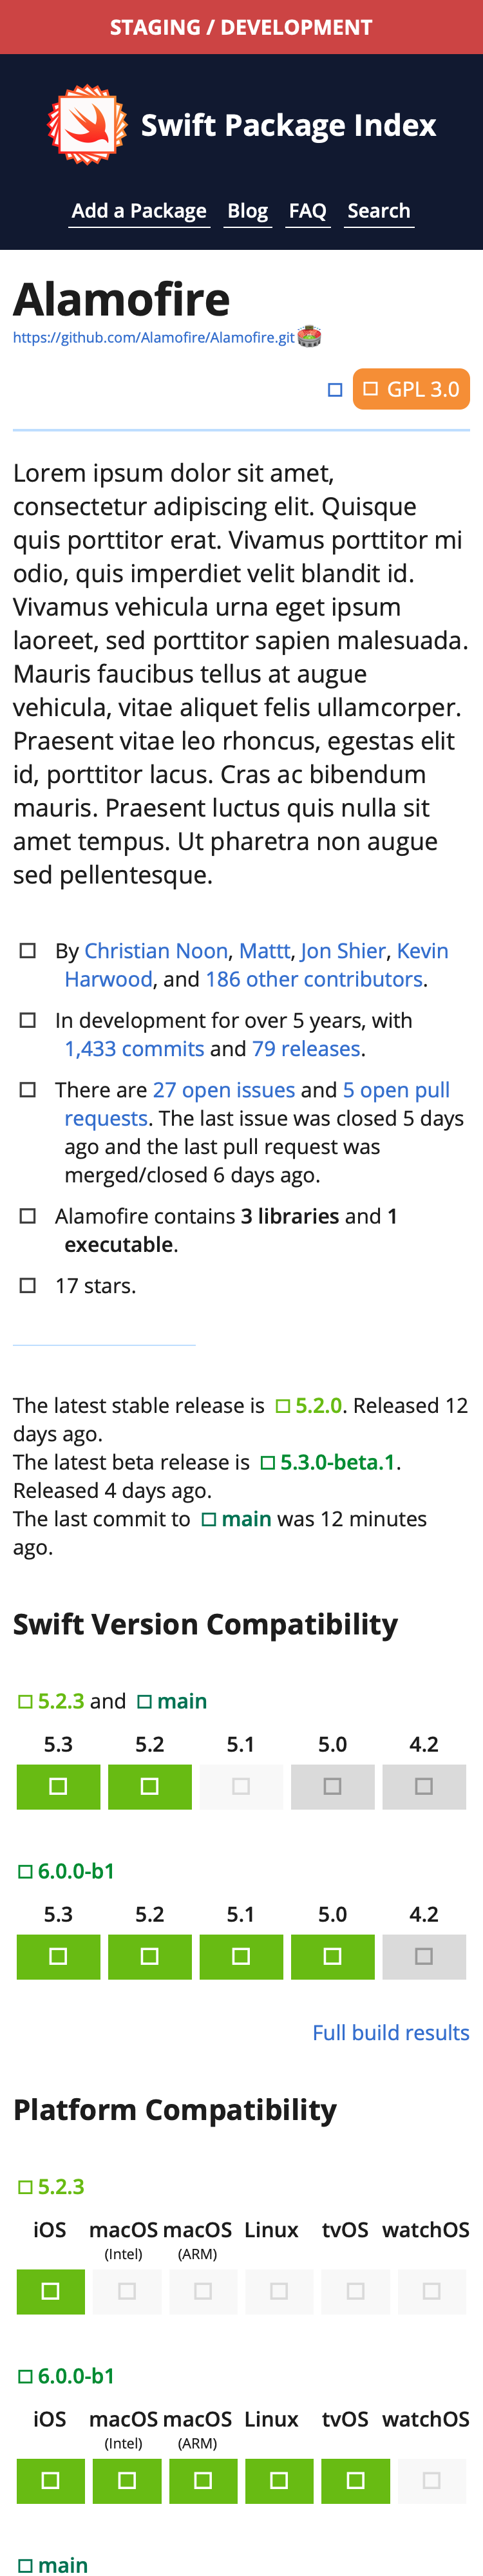 STAGING / DEVELOPMENT
Swift Package Index
Add a Package Blog FAQ Search
Alamofire
https://github.com/Alamofire/Alamofire.git
GPL 3.0
Lorem ipsum dolor sit amet,
consectetur adipiscing elit. Quisque
quis porttitor erat. Vivamus porttitor mi
odio, quis imperdiet velit blandit id.
Vivamus vehicula urna eget ipsum
laoreet, sed porttitor sapien malesuada.
Mauris faucibus tellus at augue
vehicula, vitae aliquet felis ullamcorper.
Praesent vitae leo rhoncus, egestas elit
id, porttitor lacus. Cras ac bibendum
mauris. Praesent luctus quis nulla sit
amet tempus. Ut pharetra non augue
sed pellentesque.
By Christian Noon, Mattt, Jon Shier, Kevin
Harwood, and 186 other contributors.
In development for over 5 years, with
1,433 commits and 79 releases.
There are 27 open issues and 5 open pull
requests. The last issue was closed 5 days
ago and the last pull request was
merged/closed 6 days ago.
Alamofire contains 3 libraries and 1
executable.
17 stars.
The latest stable release is 5.2.0. Released 12
days ago.
The latest beta release is 5.3.0-beta.1.
Released 4 days ago.
The last commit to main was 12 minutes
ago.
Swift Version Compatibility
5.2.3 and main
5.3 5.2 5.1 5.0 4.2
6.0.0-b1
5.3 5.2 5.1 5.0 4.2
Full build results
Platform Compatibility
5.2.3
iOS macOS macOS Linux tvOS watchOS
(Intel) (ARM)
6.0.0-b1
iOS macOS macOS Linux tvOS watchOS
(Intel) (ARM)
main